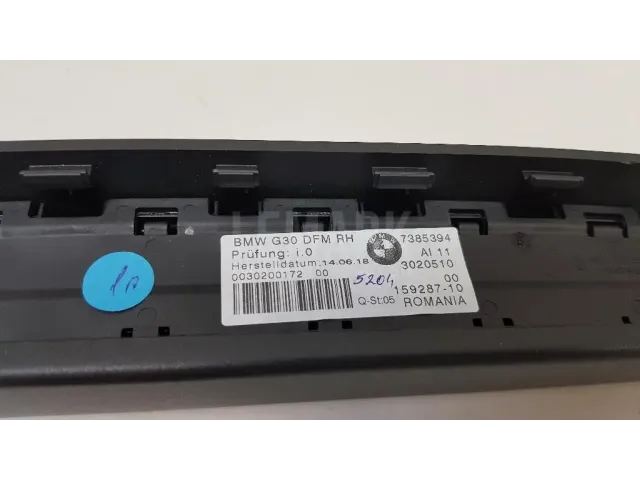 LEMARK
BMW G30 DFM RH 7385394
Prüfung: i.O AI 11
Herstelldatum:14.06.18 3020510
0030200172 00 5204 00
159287-10
Q-St:05 ROMANIA